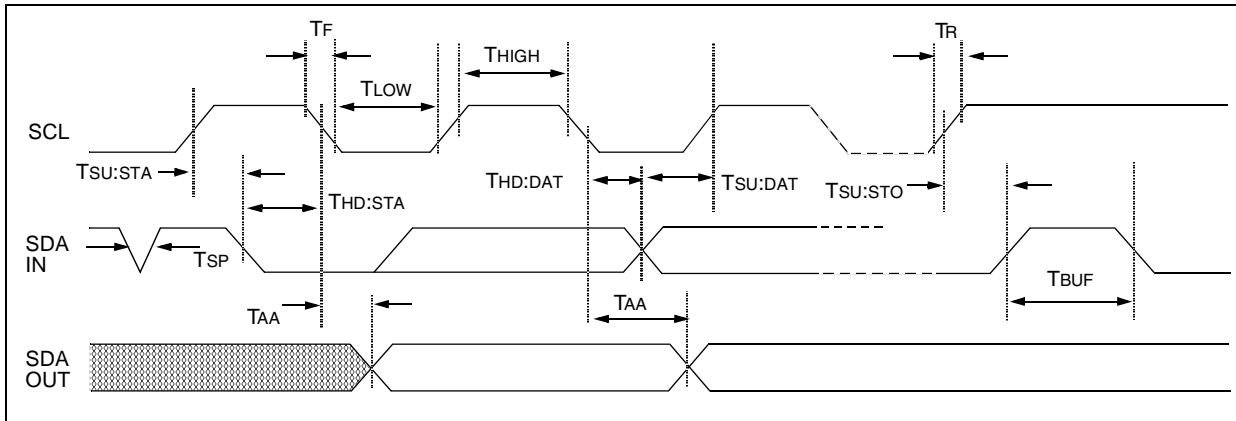 TF
TR
THIGH
TLOW
SCL
TSU:STA
THD:STA
THD:DAT
TSU:DAT
TSU:STO
SDA
IN
TSP
TBUF
TAA
TAA
SDA
OUT